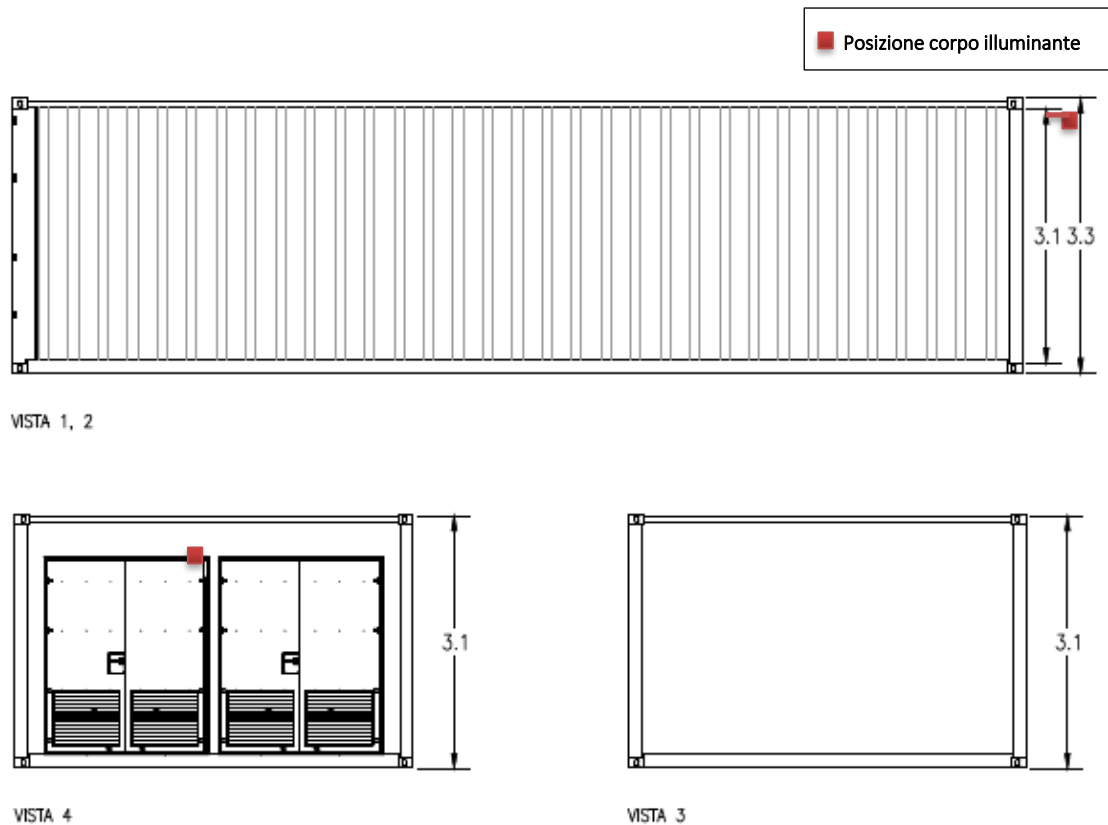 Posizione corpo illuminante
3.1 3.3
VISTA 1, 2
3.1
3.1
VISTA 4
VISTA 3